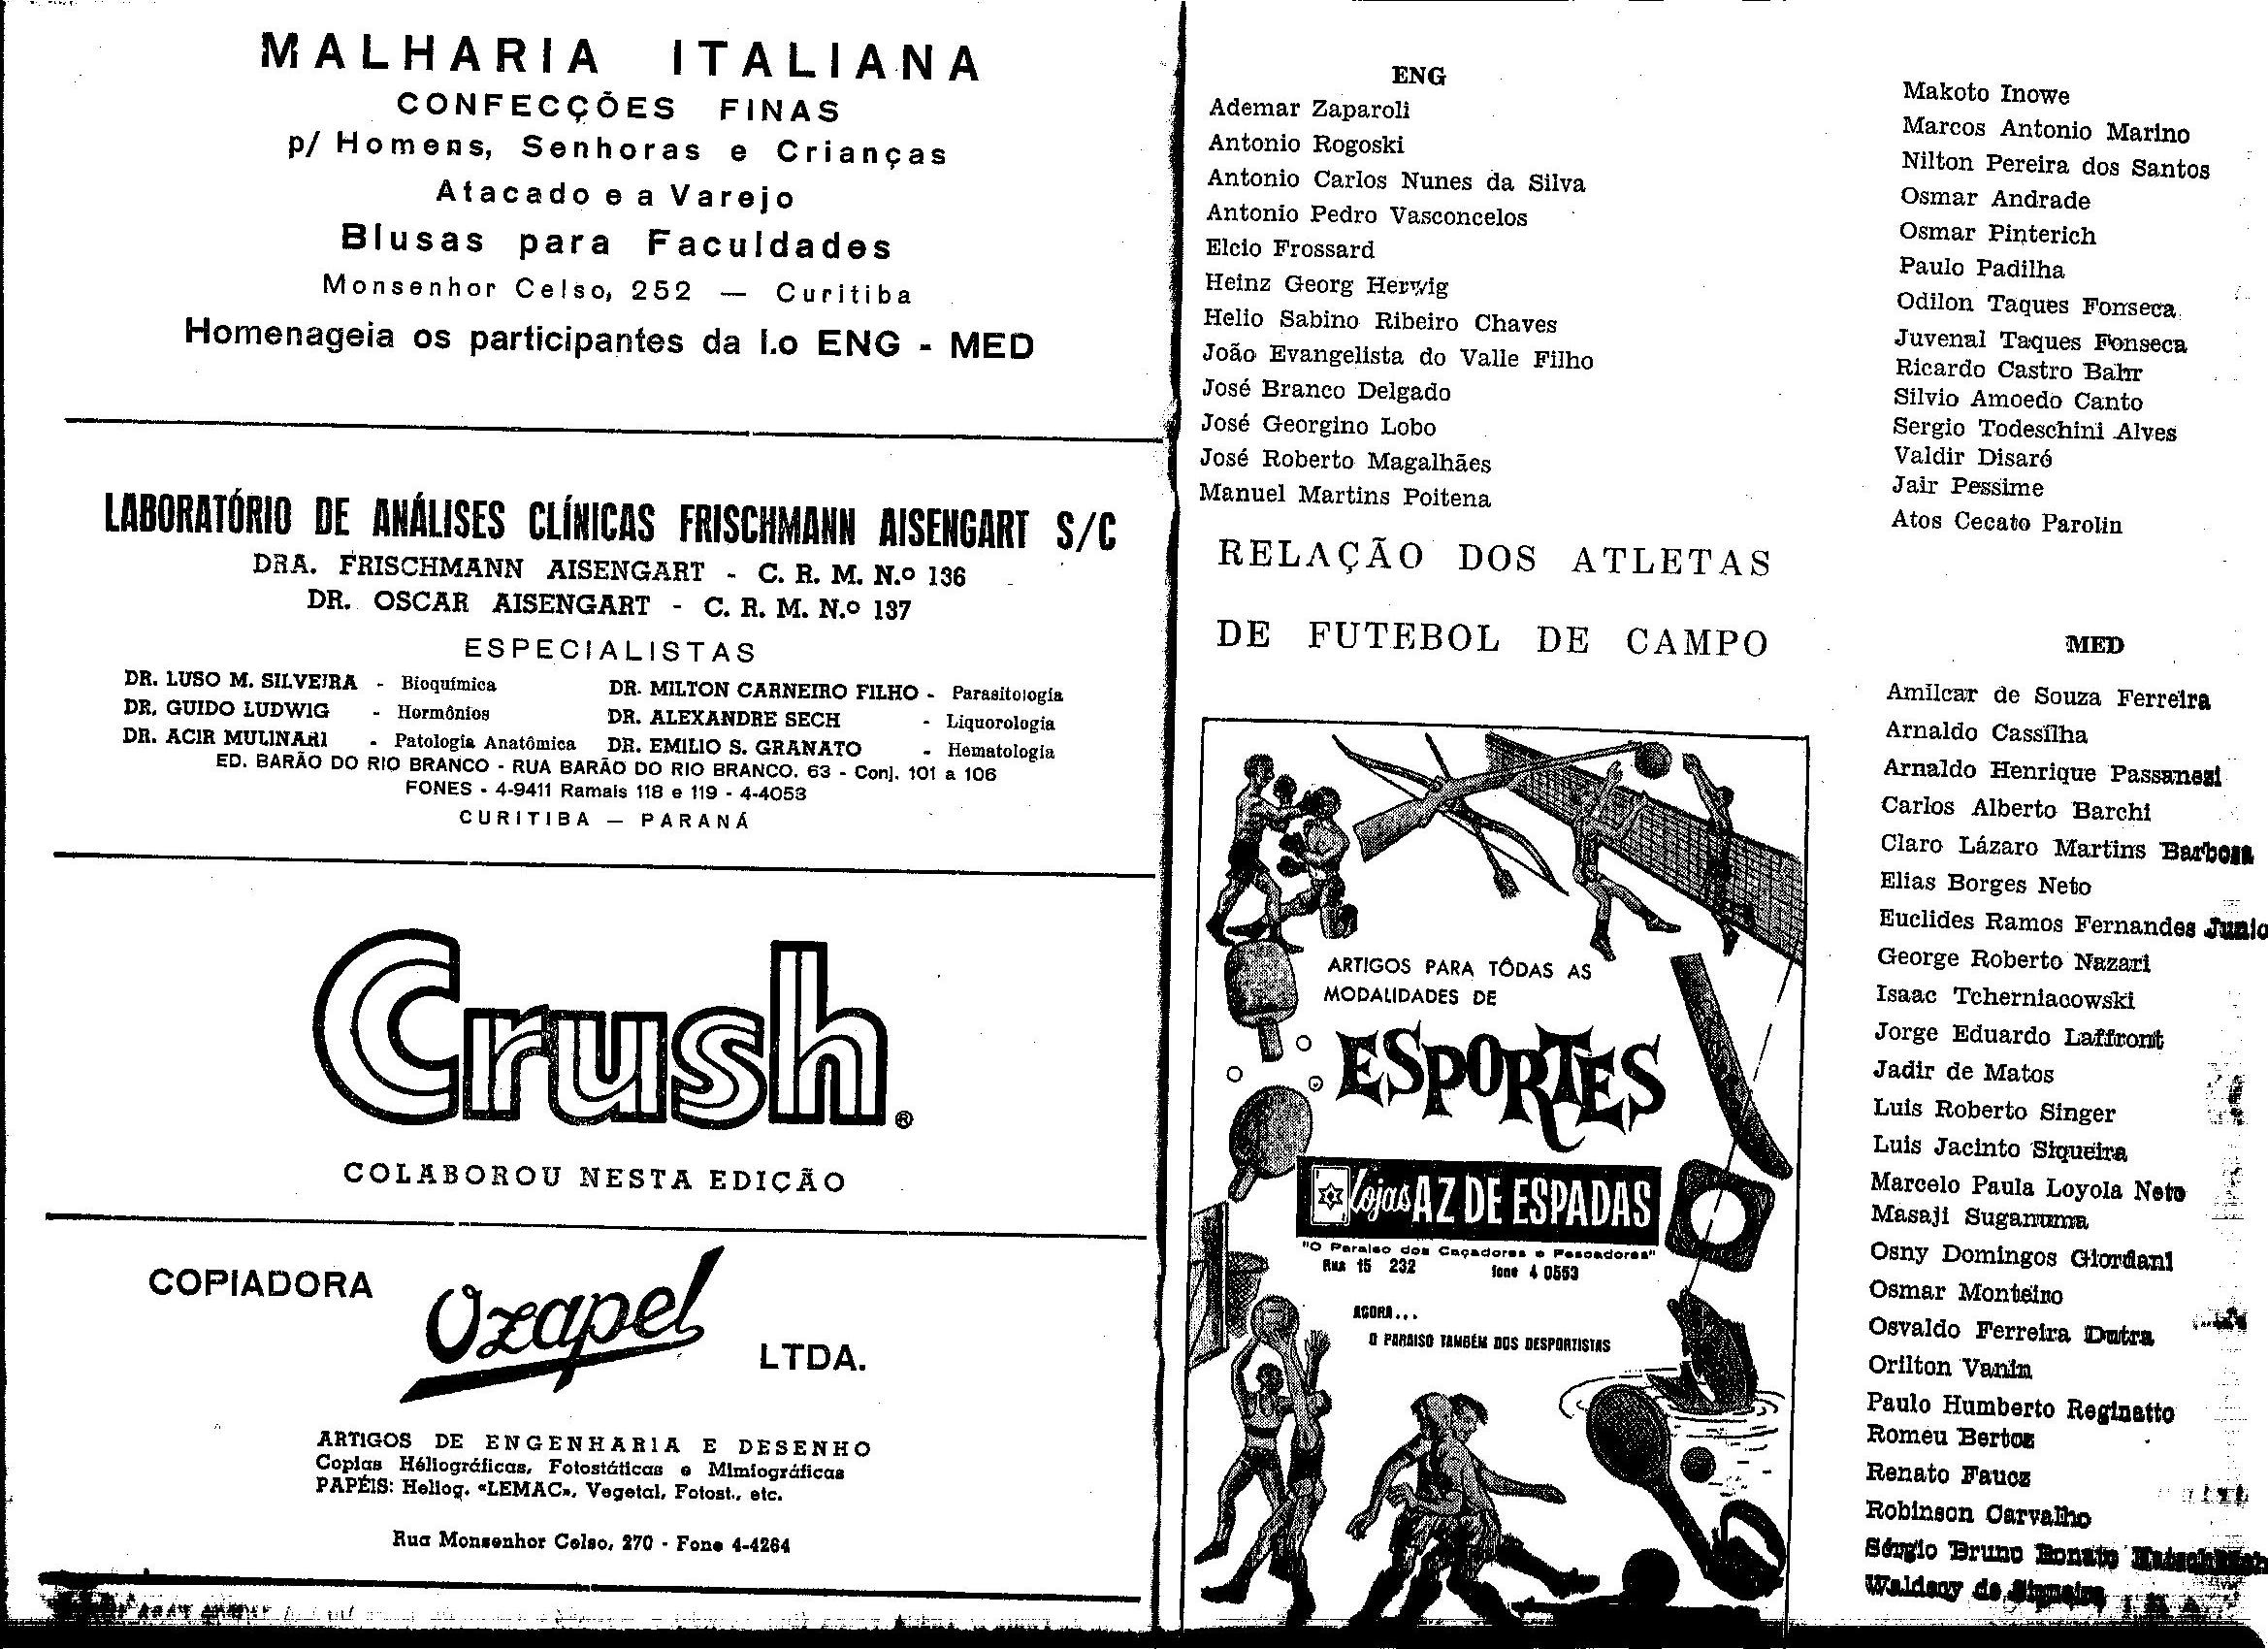 MALHARIA ITALIANA
CONFECÇÕES FINAS
p/ Homens, Senhoras e Crianças
Atacado e a Varejo
Blusas para Faculdades
Monsenhor Celso, 252 — Curitiba
Homenageia os participantes da I.o ENG - MED
LABORATÓRIO DE ANÁLISES CLÍNICAS FRISCHMANN AISENGART S/C
DRA. FRISCHMANN AISENGART - C. R. M. N.º 136
DR. OSCAR AISENGART - C. R. M. N.º 137
ESPECIALISTAS
DR. LUSO M. SILVEIRA - Bioquímica DR. MILTON CARNEIRO FILHO - Parasitologia
DR. GUIDO LUDWIG - Hormônios DR. ALEXANDRE SECH - Liquorologia
DR. ACIR MULINARI - Patologia Anatômica DR. EMILIO S. GRANATO - Hematologia
ED. BARÃO DO RIO BRANCO - RUA BARÃO DO RIO BRANCO. 63 - Conj. 101 a 106
FONES - 4-9411 Ramais 118 e 119 - 4-4053
CURITIBA — PARANÁ
Crush®
COLABOROU NESTA EDIÇÃO
COPIADORA
Ozapel
LTDA.
ARTIGOS DE ENGENHARIA E DESENHO
Copias Héliográficas, Fotostáticas e Mimiográficas
PAPÉIS: Heliog. «LEMAC», Vegetal, Fotost., etc.
Rua Monsenhor Celso, 270 - Fone 4-4264
ENG
Ademar Zaparoli
Antonio Rogoski
Antonio Carlos Nunes da Silva
Antonio Pedro Vasconcelos
Elcio Frossard
Heinz Georg Herwig
Helio Sabino Ribeiro Chaves
João Evangelista do Valle Filho
José Branco Delgado
José Georgino Lobo
José Roberto Magalhães
Manuel Martins Poitena
RELAÇÃO DOS ATLETAS
DE FUTEBOL DE CAMPO
ARTIGOS PARA TÔDAS AS
MODALIDADES DE
ESPORTES
Lojas AZ DE ESPADAS
"O Paraiso dos Caçadores e Pescadores"
Rua 15 232 fone 4 0553
AGORA...
O PARAISO TAMBÉM DOS DESPORTISTAS
Makoto Inowe
Marcos Antonio Marino
Nilton Pereira dos Santos
Osmar Andrade
Osmar Pinterich
Paulo Padilha
Odilon Taques Fonseca
Juvenal Taques Fonseca
Ricardo Castro Bahr
Silvio Amoedo Canto
Sergio Todeschini Alves
Valdir Disaró
Jair Pessime
Atos Cecato Parolin
MED
Amilcar de Souza Ferreira
Arnaldo Cassilha
Arnaldo Henrique Passanezi
Carlos Alberto Barchi
Claro Lázaro Martins Barbosa
Elias Borges Neto
Euclides Ramos Fernandes Junio
George Roberto Nazari
Isaac Tcherniacowski
Jorge Eduardo Laffront
Jadir de Matos
Luis Roberto Singer
Luis Jacinto Siqueira
Marcelo Paula Loyola Neto
Masaji Suganuma
Osny Domingos Giordani
Osmar Monteiro
Osvaldo Ferreira Dutra
Orilton Vanin
Paulo Humberto Reginatto
Romeu Bertoz
Renato Faucz
Robinson Carvalho
Sérgio Bruno Bonato
Waldeny de Siqueira